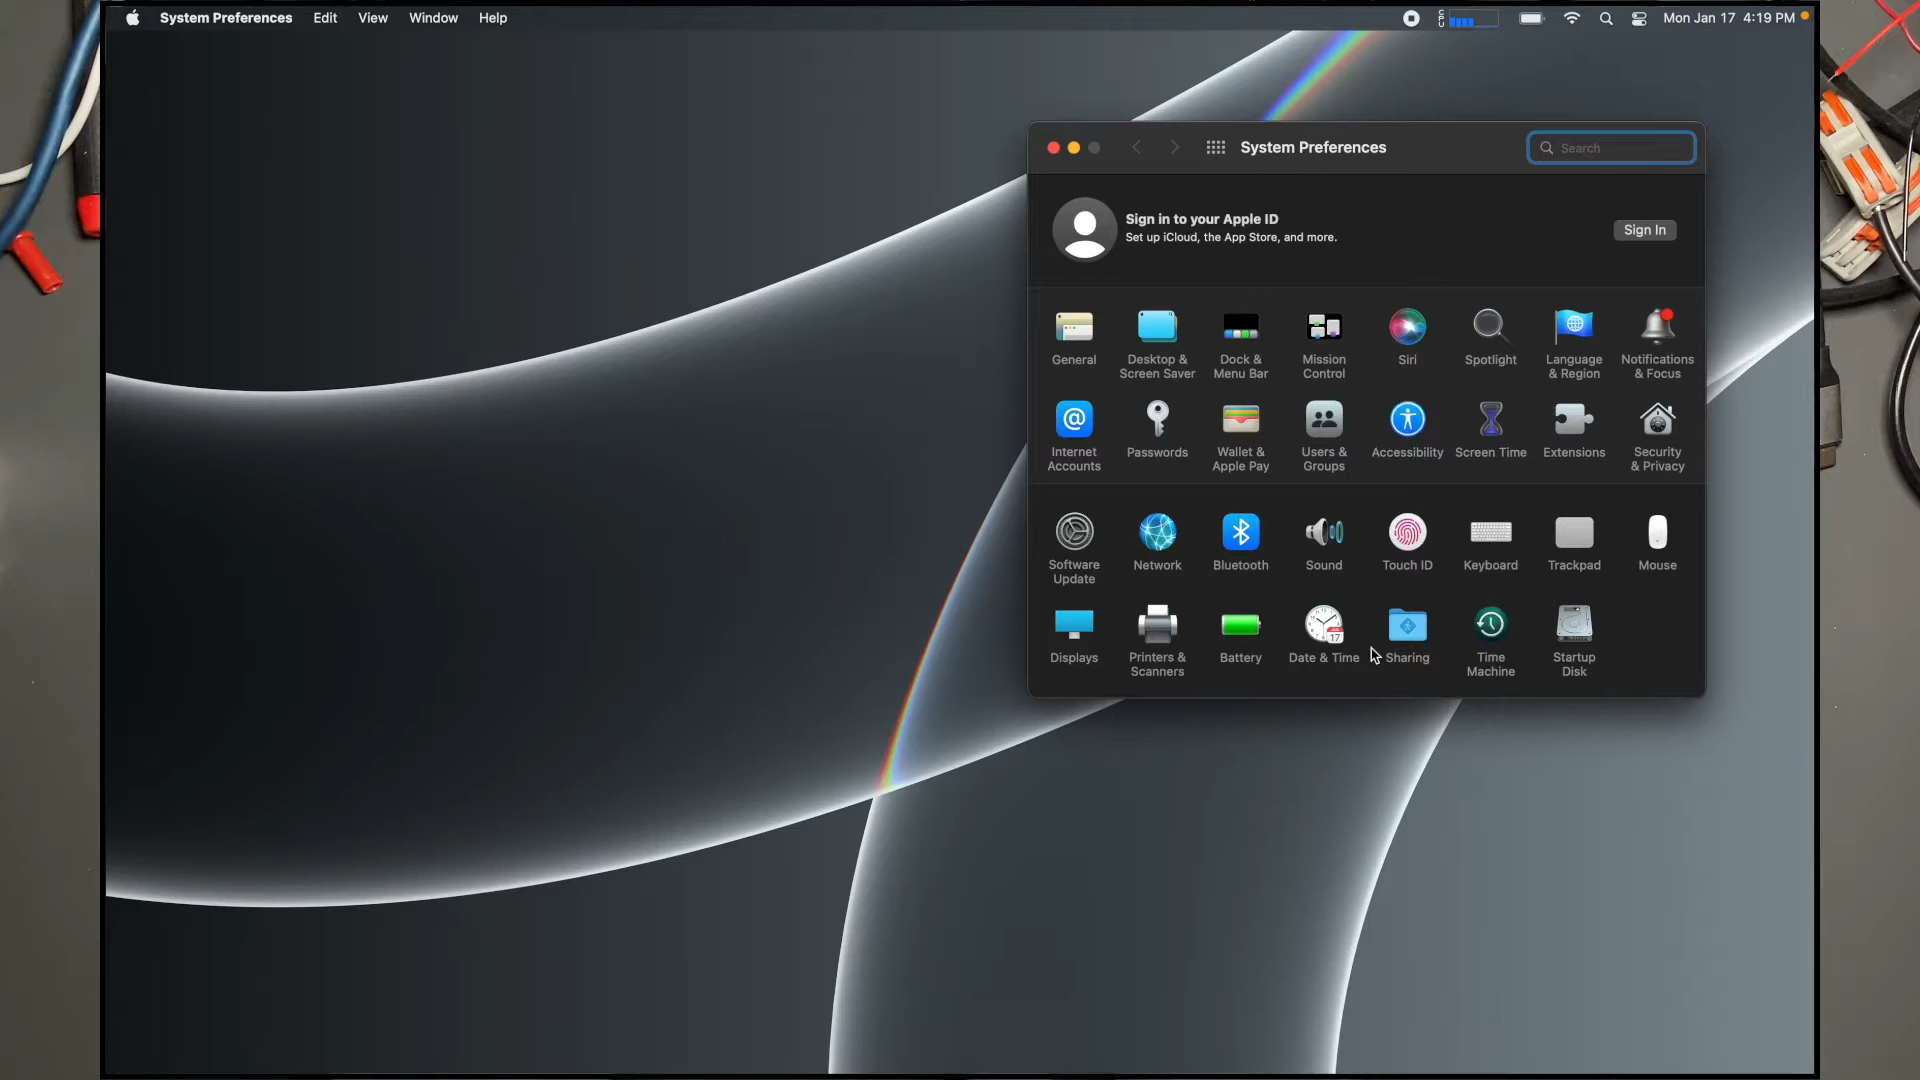 System Preferences Edit View Window Help
CPU
Mon Jan 17 4:19 PM
System Preferences
Search
Sign in to your Apple ID
Set up iCloud, the App Store, and more.
Sign In
General
Desktop &
Screen Saver
Dock &
Menu Bar
Mission
Control
Siri
Spotlight
Language
& Region
Notifications
& Focus
@
Internet
Accounts
Passwords
Wallet &
Apple Pay
Users &
Groups
Accessibility
Screen Time
Extensions
Security
& Privacy
Software
Update
Network
Bluetooth
Sound
Touch ID
Keyboard
Trackpad
Mouse
Displays
Printers &
Scanners
Battery
JUL
17
Date & Time
Sharing
Time
Machine
Startup
Disk